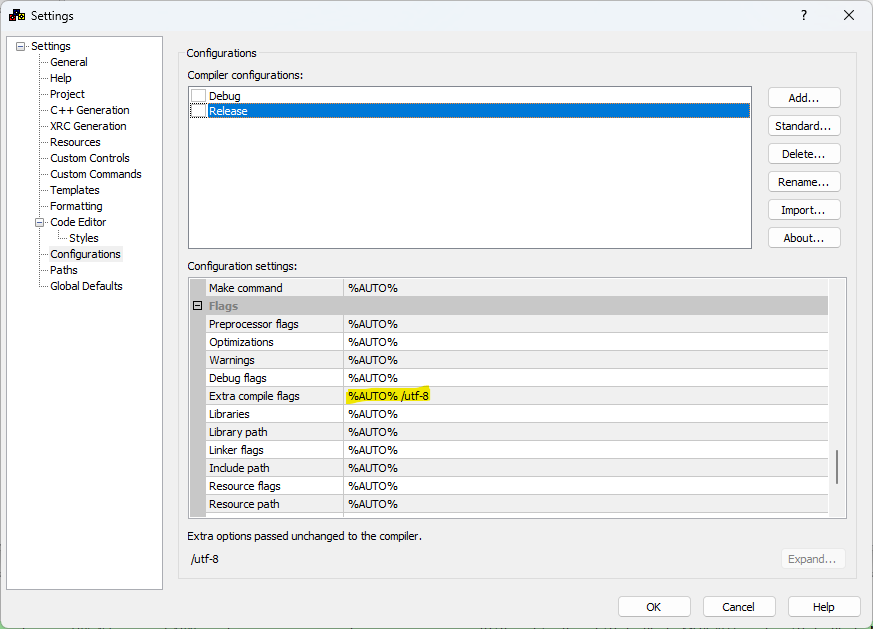 Settings
?
Settings
General
Help
Project
C++ Generation
XRC Generation
Resources
Custom Controls
Custom Commands
Templates
Formatting
Code Editor
Styles
Configurations
Paths
Global Defaults
Configurations
Compiler configurations:
Debug
Release
Add...
Standard...
Delete...
Rename...
Import...
About...
Configuration settings:
Make command %AUTO%
Flags
Preprocessor flags %AUTO%
Optimizations %AUTO%
Warnings %AUTO%
Debug flags %AUTO%
Extra compile flags %AUTO% /utf-8
Libraries %AUTO%
Library path %AUTO%
Linker flags %AUTO%
Include path %AUTO%
Resource flags %AUTO%
Resource path %AUTO%
Extra options passed unchanged to the compiler.
/utf-8
Expand...
OK Cancel Help